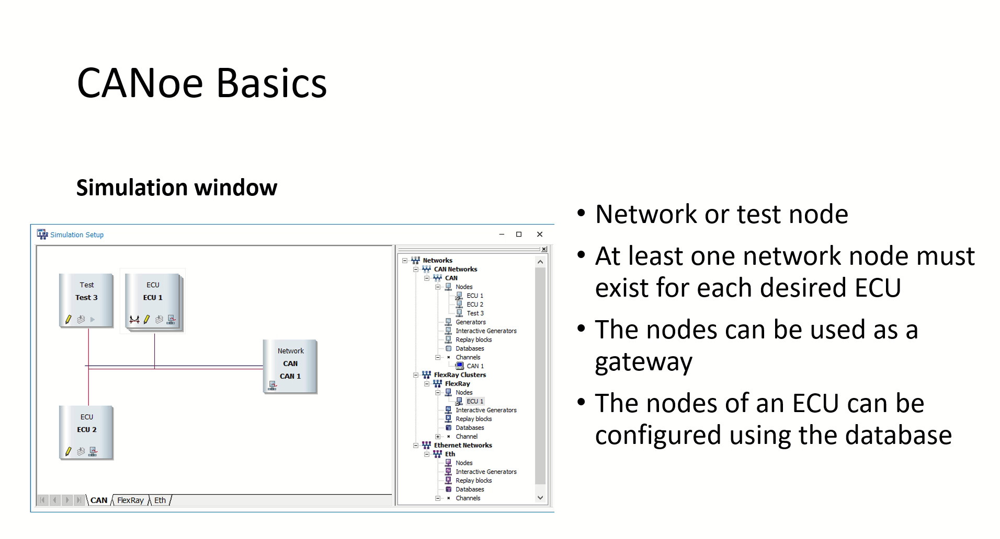 CANoe Basics
Simulation window
Simulation Setup
Test
Test 3
ECU
ECU 1
Network
CAN
CAN 1
ECU
ECU 2
CAN
FlexRay
Eth
Networks
CAN Networks
CAN
Nodes
ECU 1
ECU 2
Test 3
Generators
Interactive Generators
Replay blocks
Databases
Channels
CAN 1
FlexRay Clusters
FlexRay
Nodes
ECU 1
Interactive Generators
Replay blocks
Databases
Channel
Ethernet Networks
Eth
Nodes
Interactive Generators
Replay blocks
Databases
Channels
• Network or test node
• At least one network node must
exist for each desired ECU
• The nodes can be used as a
gateway
• The nodes of an ECU can be
configured using the database